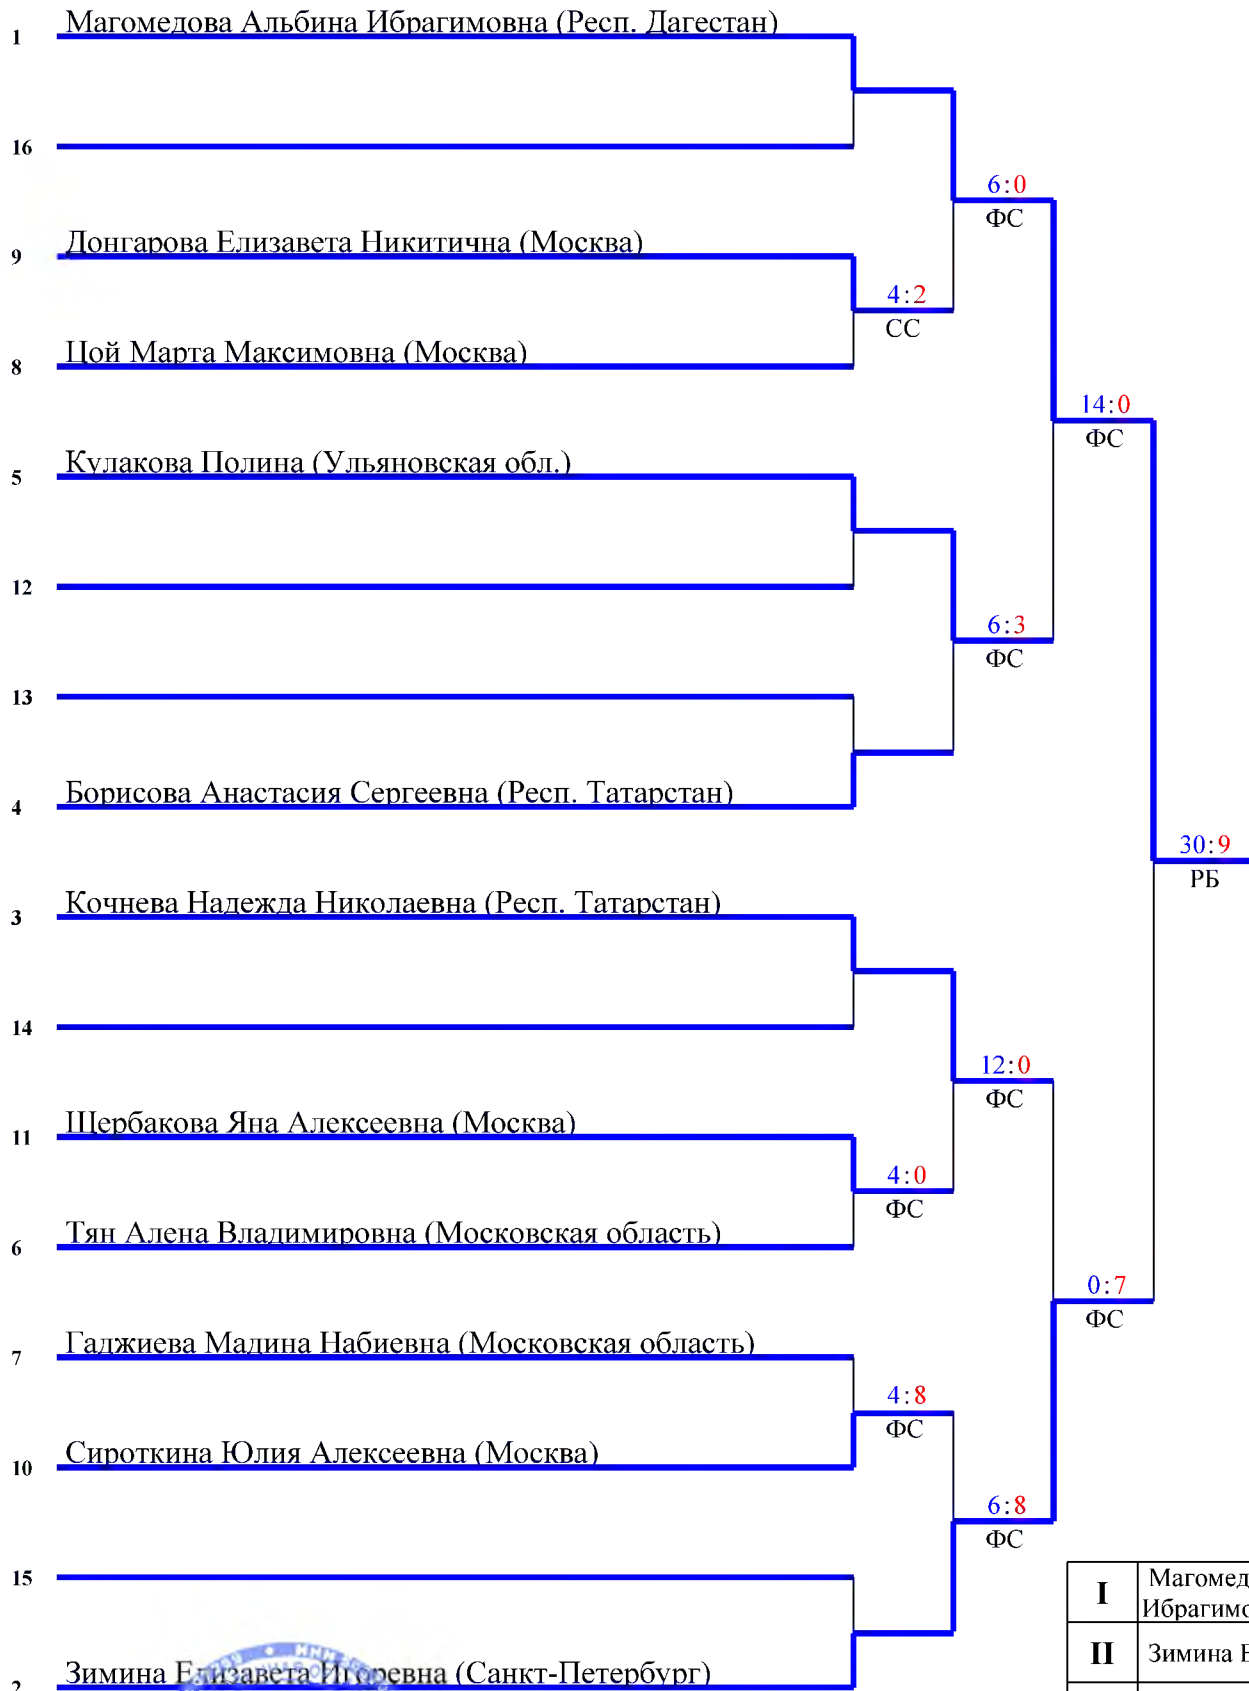 1 Магомедова Альбина Ибрагимовна (Респ. Дагестан)
16
6:0
ФС
9 Донгарова Елизавета Никитична (Москва)
4:2
СС
8 Цой Марта Максимовна (Москва)
14:0
ФС
5 Кулакова Полина (Ульяновская обл.)
12
6:3
ФС
13
4 Борисова Анастасия Сергеевна (Респ. Татарстан)
30:9
РБ
3 Кочнева Надежда Николаевна (Респ. Татарстан)
14
12:0
ФС
11 Щербакова Яна Алексеевна (Москва)
4:0
ФС
6 Тян Алена Владимировна (Московская область)
0:7
ФС
7 Гаджиева Мадина Набиевна (Московская область)
4:8
ФС
10 Сироткина Юлия Алексеевна (Москва)
6:8
ФС
15
I Магомед
Ибрагимо
II Зимина Е
2 Зимина Елизавета Игоревна (Санкт-Петербург)